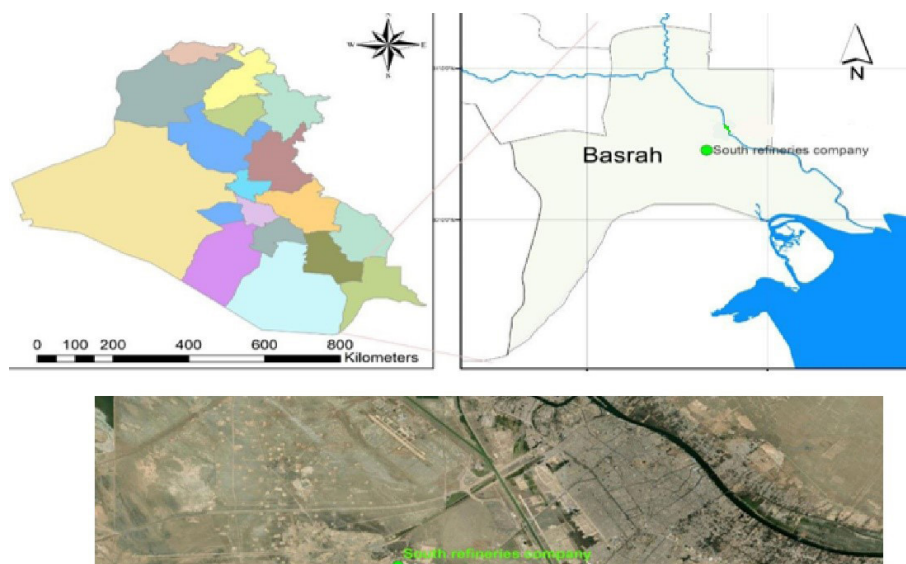 N
W E
S
N
Basrah
South refineries company
0 100 200 400 600 800
Kilometers
South refineries company